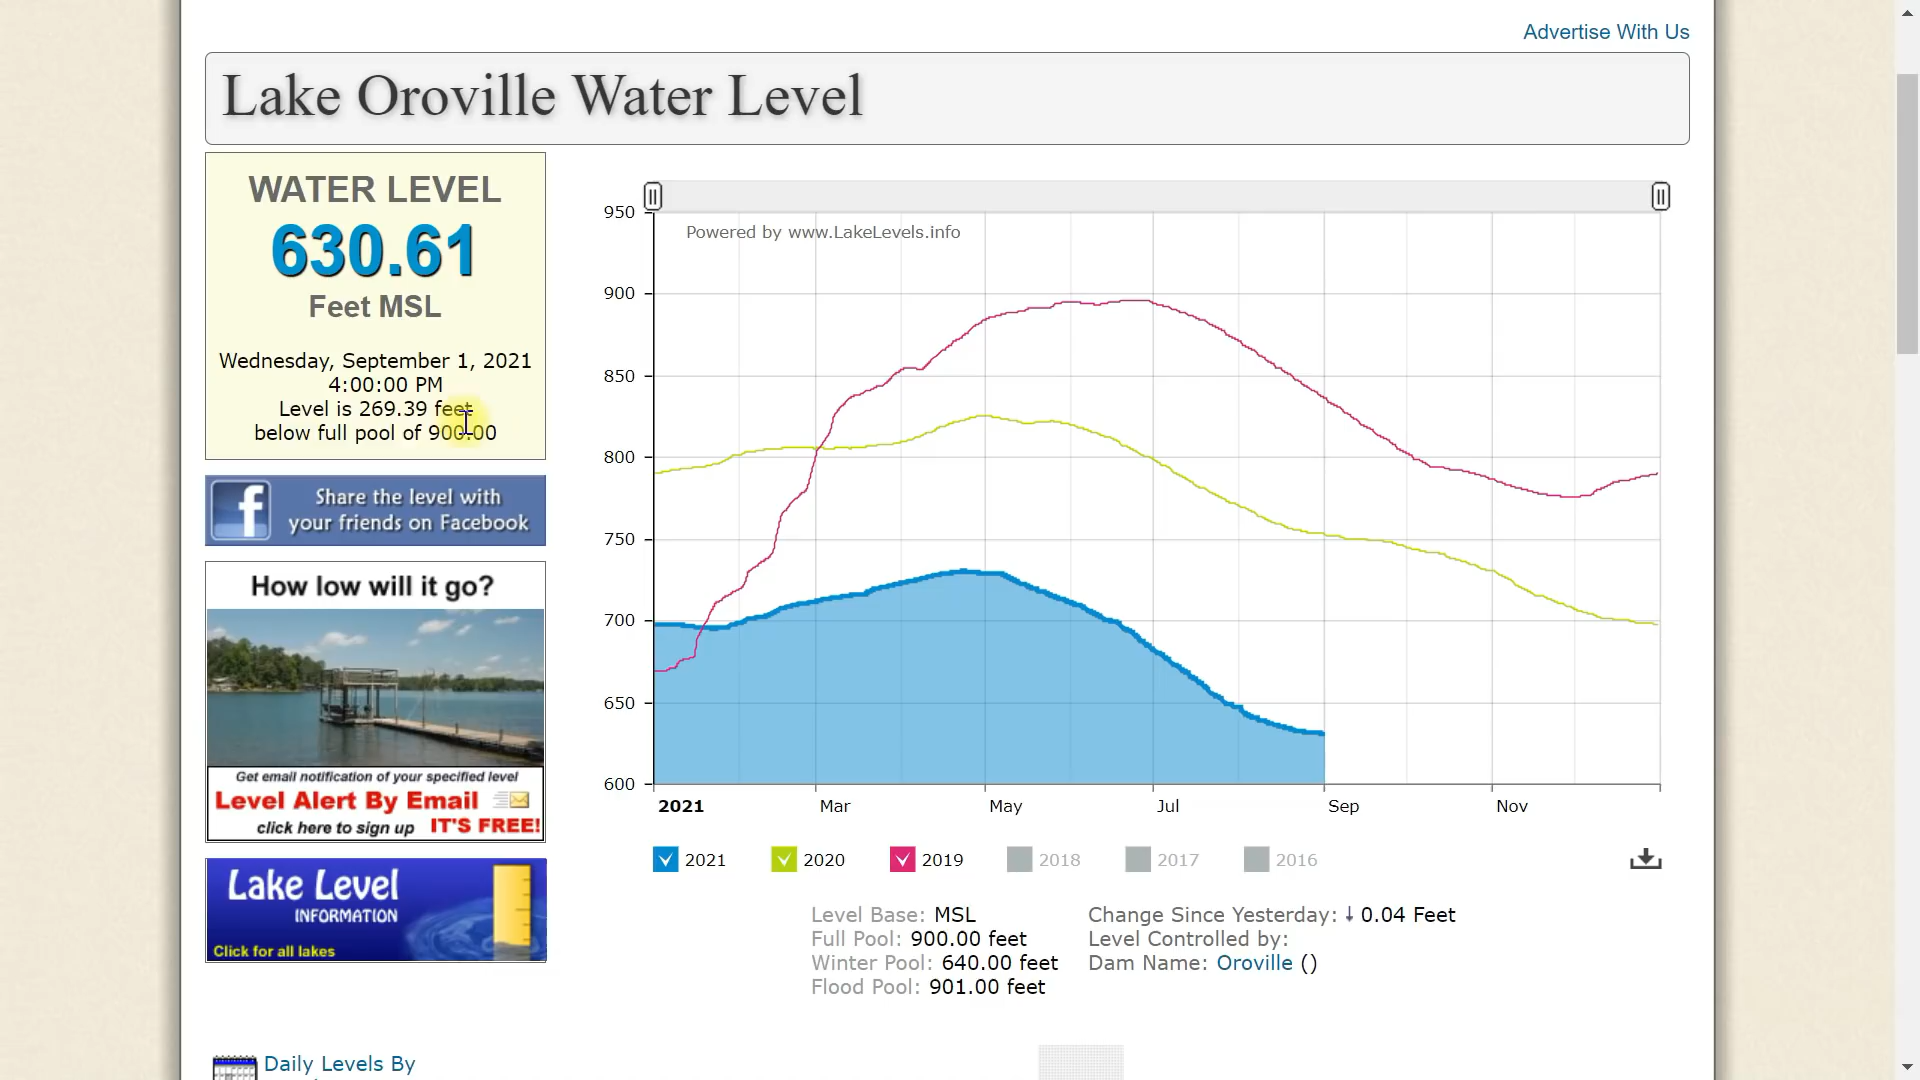 Advertise With Us
Lake Oroville Water Level
WATER LEVEL
630.61
Feet MSL
Wednesday, September 1, 2021
4:00:00 PM
Level is 269.39 feet
below full pool of 900.00
Share the level with
your friends on Facebook
How low will it go?
Get email notification of your specified level
Level Alert By Email
click here to sign up IT'S FREE!
Lake Level
INFORMATION
Click for all lakes
Powered by www.LakeLevels.info
950
900
850
800
750
700
650
600
2021 Mar May Jul Sep Nov
2021 2020 2019 2018 2017 2016
Level Base: MSL
Full Pool: 900.00 feet
Winter Pool: 640.00 feet
Flood Pool: 901.00 feet
Change Since Yesterday: 0.04 Feet
Level Controlled by:
Dam Name: Oroville ()
Daily Levels By